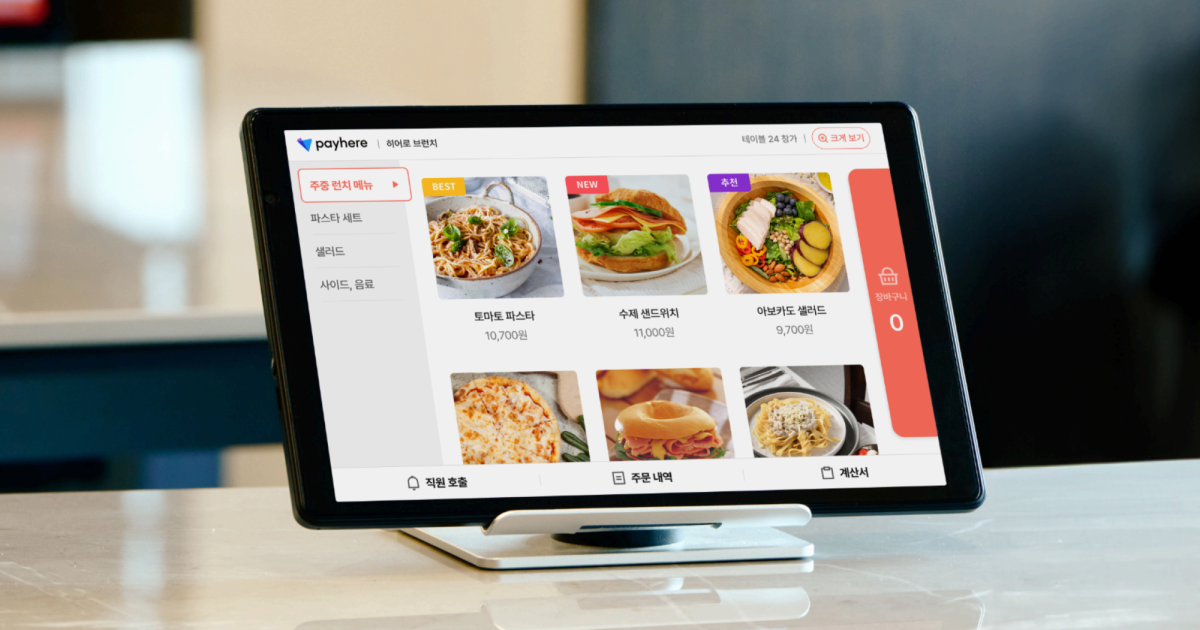 payhere | 히어로 브런치
테이블 24 창가 | 크게 보기
주중 런치 메뉴
파스타 세트
샐러드
사이드, 음료
BEST
토마토 파스타
10,700원
NEW
수제 샌드위치
11,000원
추천
아보카도 샐러드
9,700원
장바구니
0
직원 호출
주문 내역
계산서